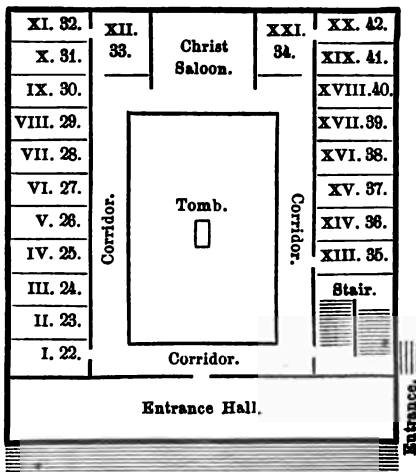 XI. 32.
X. 31.
IX. 30.
VIII. 29.
VII. 28.
VI. 27.
V. 26.
IV. 25.
III. 24.
II. 23.
I. 22.
XII.
33.
Christ
Saloon.
XXI.
34.
XX. 42.
XIX. 41.
XVIII. 40.
XVII. 39.
XVI. 38.
XV. 37.
XIV. 36.
XIII. 35.
Stair.
Corridor.
Tomb.
Corridor.
Corridor.
Entrance Hall.
Entrance.